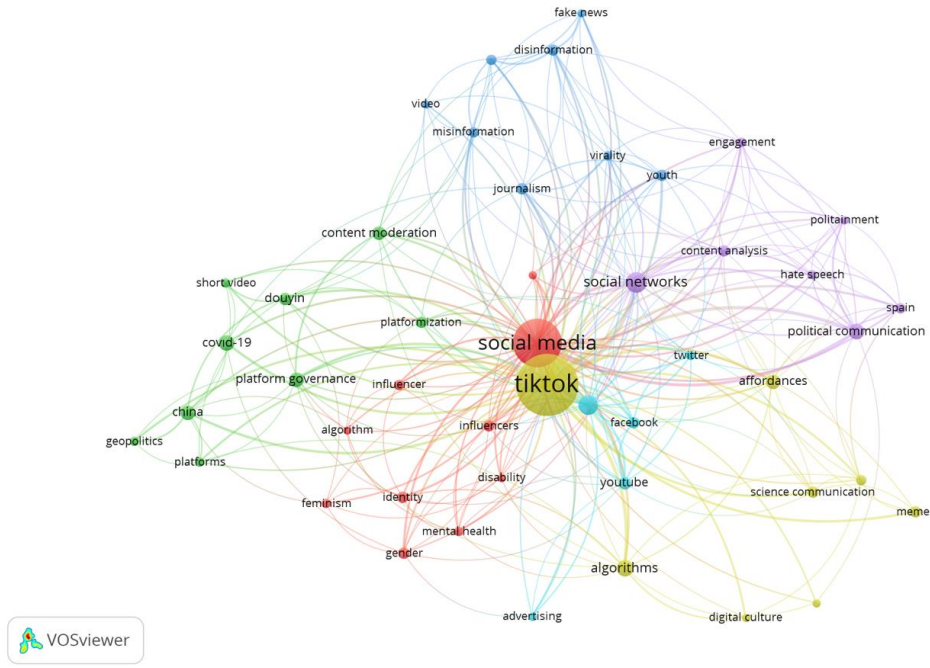 fake news
disinformation
video
misinformation
virality
engagement
youth
journalism
politainment
content moderation
content analysis
hate speech
short video
social networks
douyin
spain
platformization
political communication
covid-19
social media
twitter
platform governance
influencer
tiktok
affordances
china
facebook
algorithm
influencers
geopolitics
platforms
disability
youtube
science communication
identity
feminism
meme
mental health
gender
algorithms
advertising
digital culture
VOSviewer